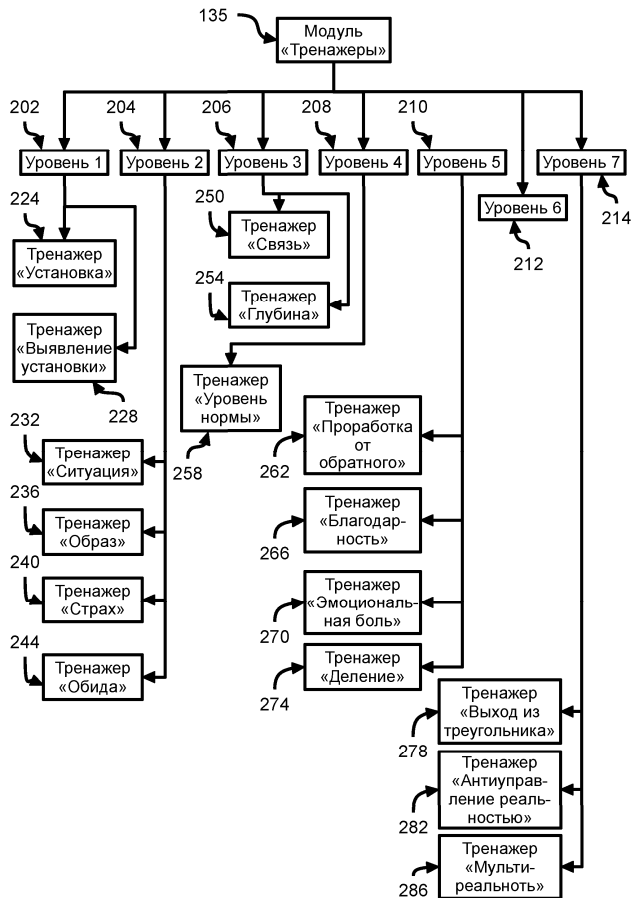 135
Модуль
«Тренажеры»
202
204
206
208
210
Уровень 1
Уровень 2
Уровень 3
Уровень 4
Уровень 5
Уровень 7
Уровень 6
214
212
224
Тренажер
«Установка»
Тренажер
«Выявление
установки»
228
250
Тренажер
«Связь»
254
Тренажер
«Глубина»
Тренажер
«Уровень
нормы»
258
232
Тренажер
«Ситуация»
236
Тренажер
«Образ»
240
Тренажер
«Страх»
244
Тренажер
«Обида»
Тренажер
«Проработка
от
обратного»
262
Тренажер
«Благодар-
ность»
266
Тренажер
«Эмоциональ-
ная боль»
270
Тренажер
«Деление»
274
Тренажер
«Выход из
треугольника»
278
Тренажер
«Антиуправ-
ление реаль-
ностью»
282
Тренажер
«Мульти-
реальноть»
286